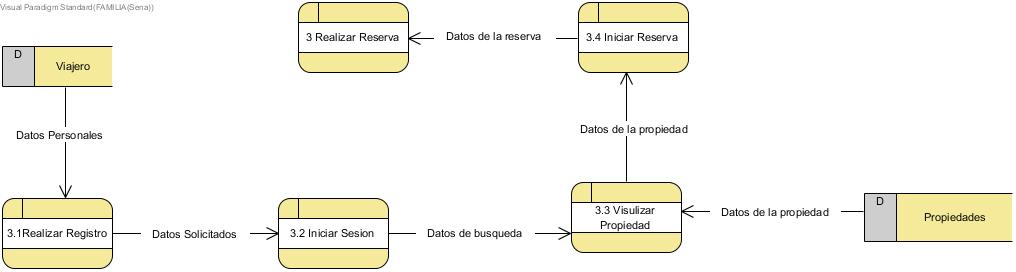 Visual Paradigm Standard(FAMILIA(Sena))
3 Realizar Reserva
Datos de la reserva
3.4 Iniciar Reserva
D
Viajero
Datos Personales
Datos de la propiedad
3.1Realizar Registro
Datos Solicitados
3.2 Iniciar Sesion
Datos de busqueda
3.3 Visulizar
Propiedad
Datos de la propiedad
D
Propiedades